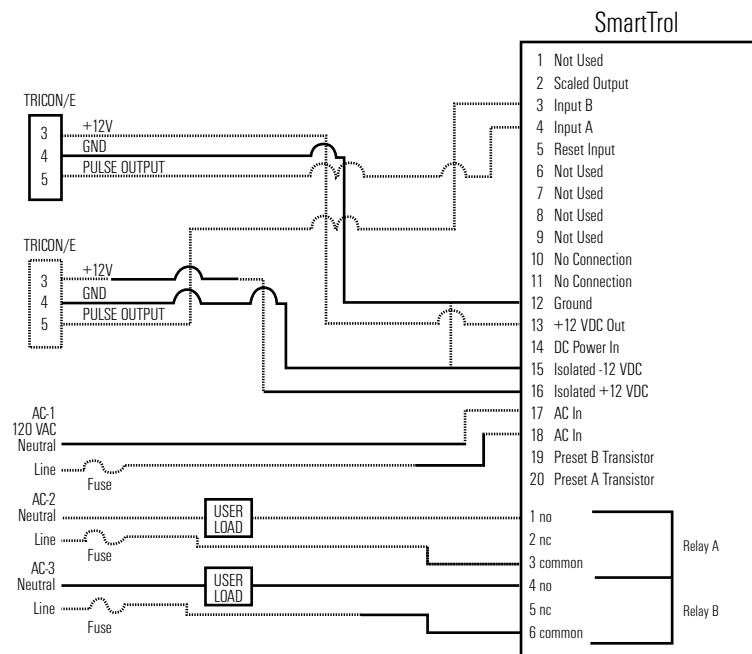 SmartTrol
1 Not Used
2 Scaled Output
3 Input B
4 Input A
5 Reset Input
6 Not Used
7 Not Used
8 Not Used
9 Not Used
10 No Connection
11 No Connection
12 Ground
13 +12 VDC Out
14 DC Power In
15 Isolated -12 VDC
16 Isolated +12 VDC
17 AC In
18 AC In
19 Preset B Transistor
20 Preset A Transistor
1 no
2 nc
3 common
4 no
5 nc
6 common
Relay A
Relay B
TRICON/E
3 +12V
4 GND
5 PULSE OUTPUT
TRICON/E
3 +12V
4 GND
5 PULSE OUTPUT
AC-1
120 VAC
Neutral
Line
Fuse
AC-2
Neutral
USER
LOAD
Line
Fuse
AC-3
Neutral
USER
LOAD
Line
Fuse